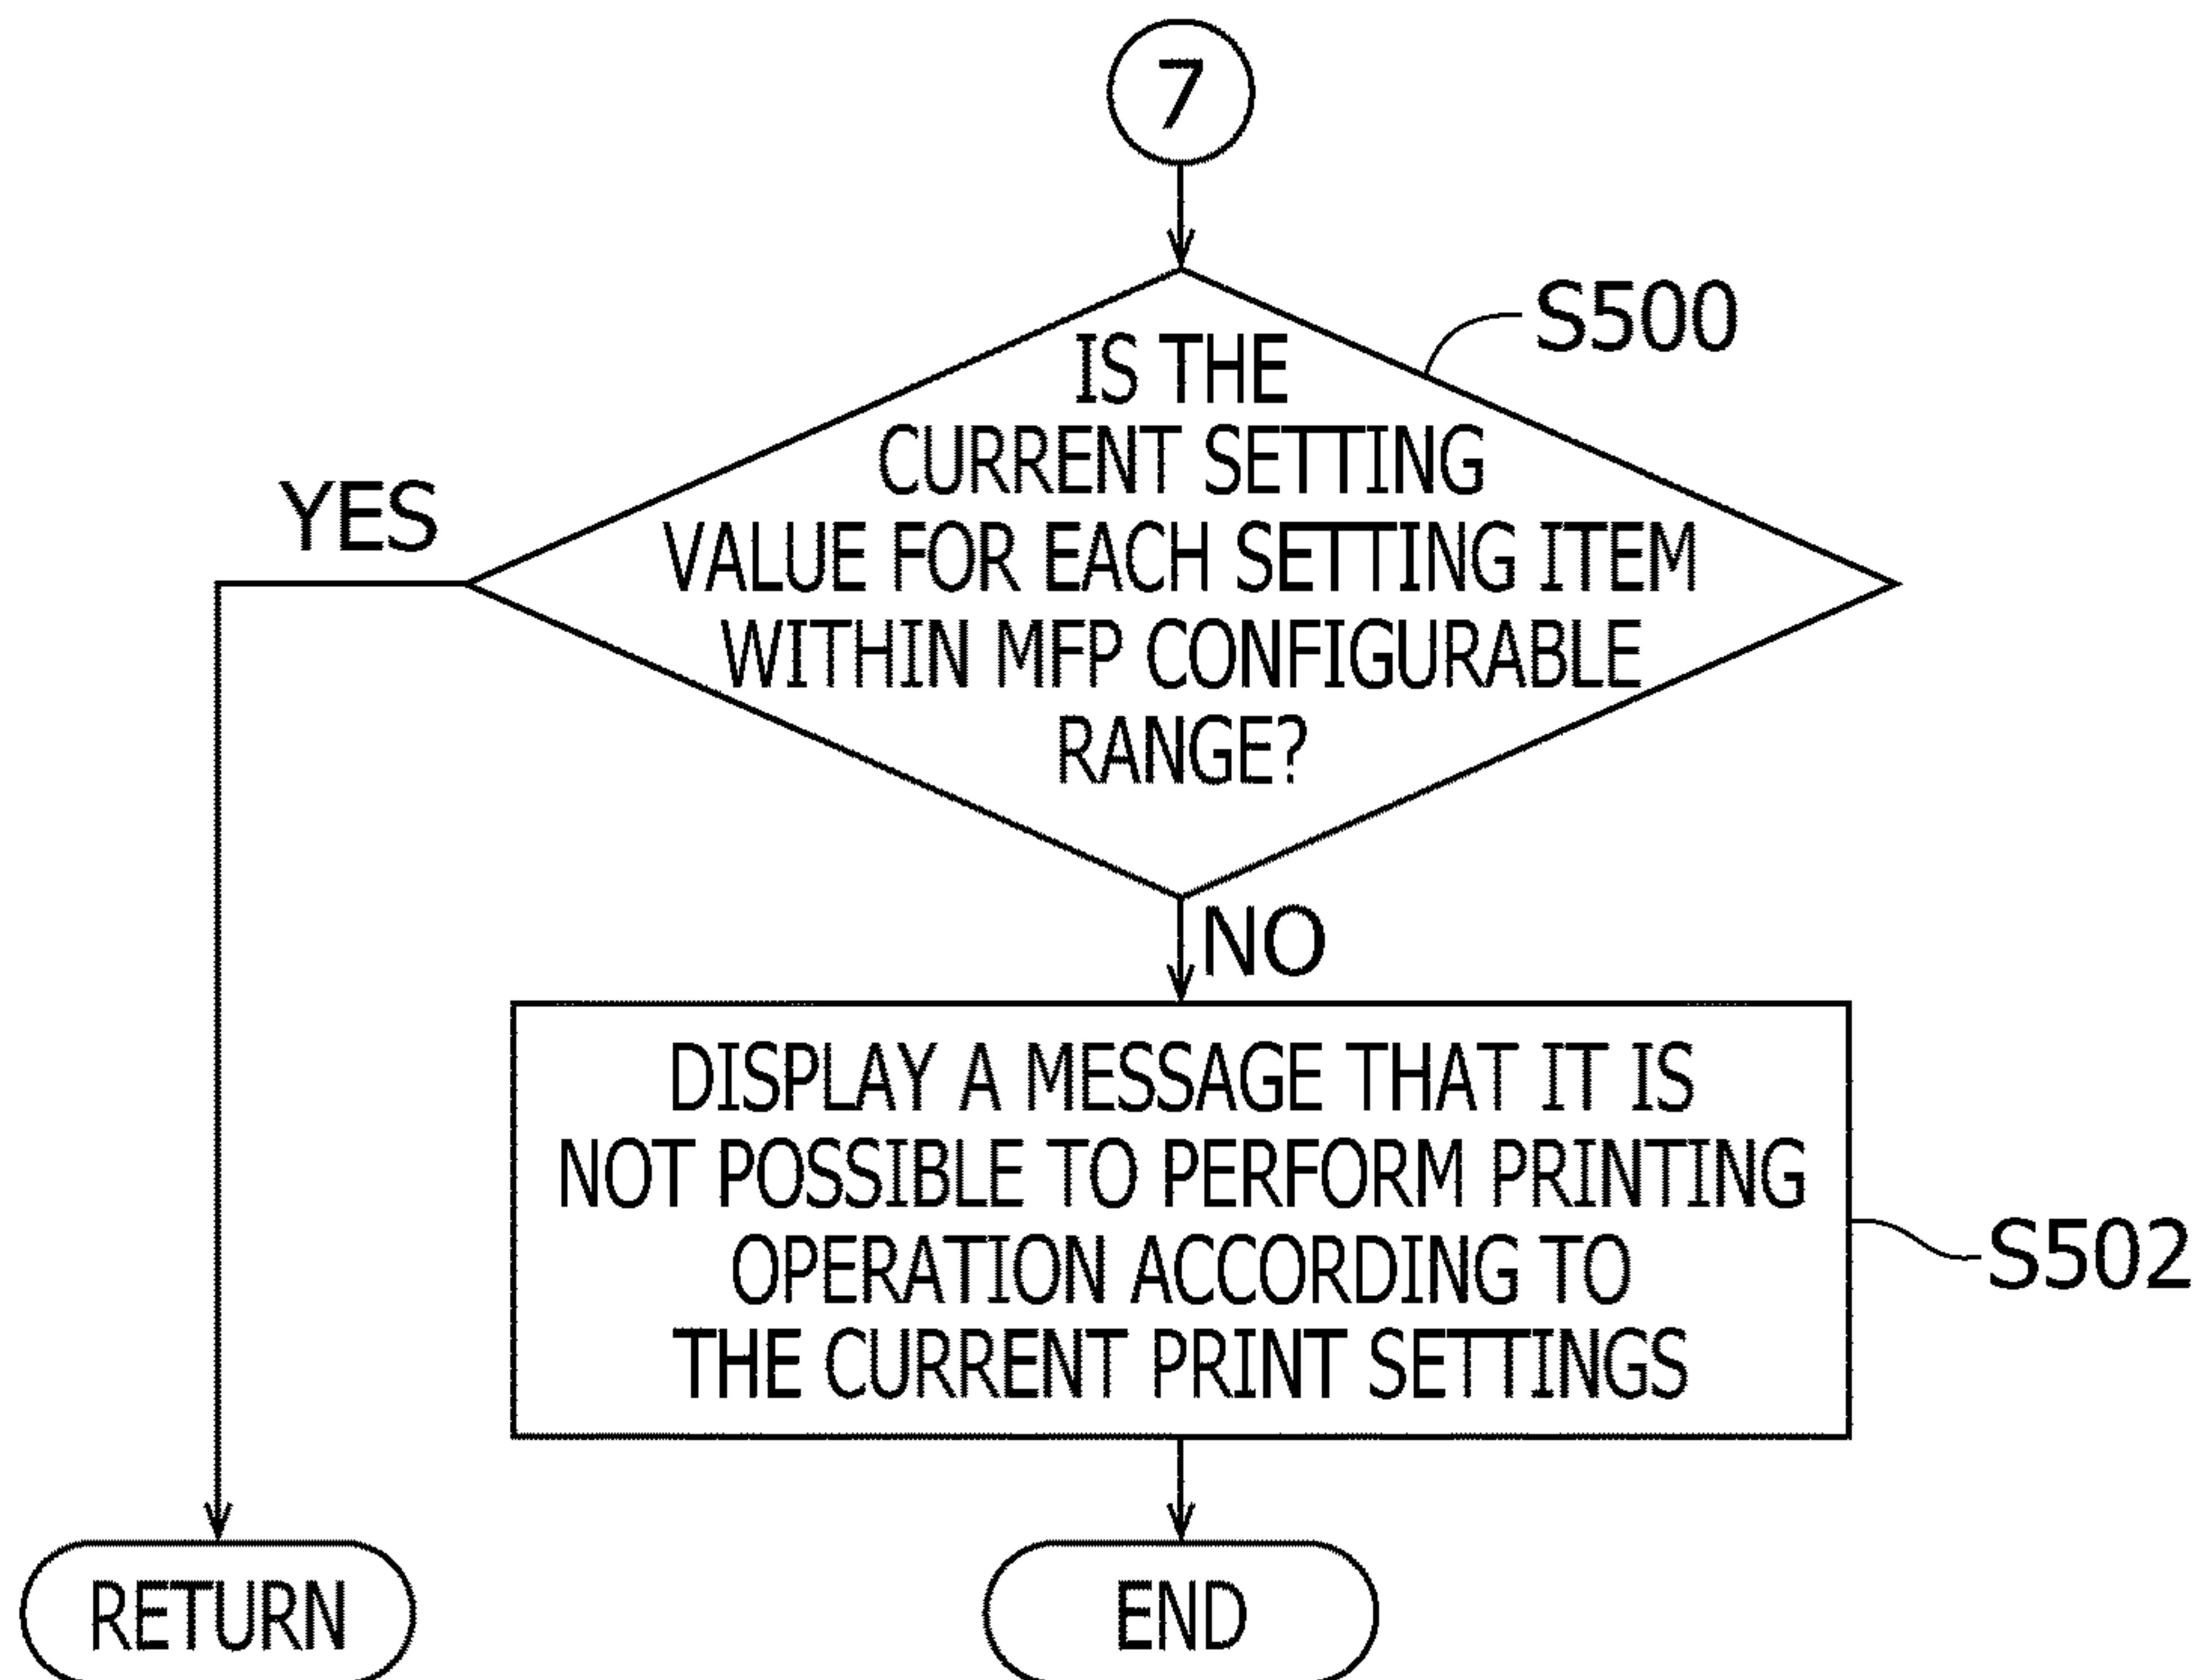 7
S500
IS THE
CURRENT SETTING
VALUE FOR EACH SETTING ITEM
WITHIN MFP CONFIGURABLE
RANGE?
YES
NO
DISPLAY A MESSAGE THAT IT IS
NOT POSSIBLE TO PERFORM PRINTING
OPERATION ACCORDING TO
THE CURRENT PRINT SETTINGS
S502
RETURN
END